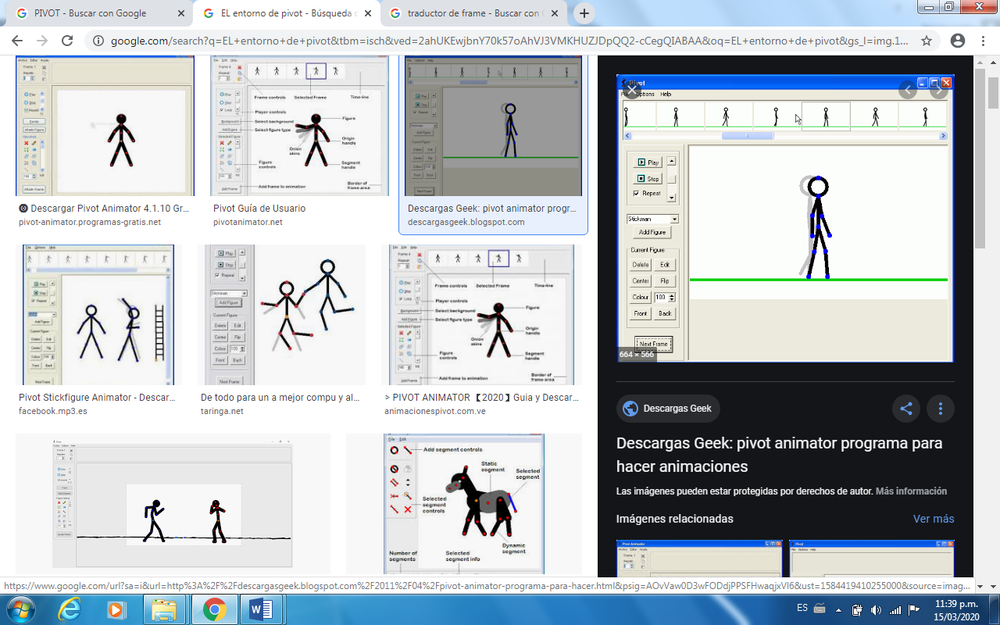 PIVOT - Buscar con Google
EL entorno de pivot - Búsqueda
traductor de frame - Buscar con
google.com/search?q=EL+entorno+de+pivot&tbm=isch&ved=2ahUKEwjbnY70k57oAhVJ3VMKHUZJDpQQ2-cCegQIABAA&oq=EL+entorno+de+pivot&gs_l=img.1...
Frame controls
Selected Frame
Time-line
Player controls
Select background
Select figure type
Figure
Origin handle
Onion skins
Figure controls
Segment handle
Add frame to animation
Border of frame area
Descargar Pivot Animator 4.1.10 Gr...
pivot-animator.programas-gratis.net
Pivot Guía de Usuario
pivotanimator.net
Descargas Geek: pivot animator progr...
descargasgeek.blogspot.com
Play
Stop
Repeat
Stickman
Add Figure
Current Figure
Delete Edit
Center Flip
Colour 100
Front Back
Next Frame
Frame controls
Selected Frame
Time-line
Player controls
Select background
Select figure type
Figure
Origin handle
Onion skins
Figure controls
Segment handle
Add frame to animation
Border of frame area
Pivot Stickfigure Animator - Descar...
facebook.mp3.es
De todo para un a mejor compu y al...
taringa.net
> PIVOT ANIMATOR 【2020】Guia y Descar...
animacionespivot.com.ve
File Edit
Add segment controls
Static segment
Selected segment
Selected segment controls
Dynamic segment
Number of segments
Selected segment info
Pivot
Options Help
Play
Stop
Repeat
Stickman
Add Figure
Current Figure
Delete Edit
Center Flip
Colour 100
Front Back
Next Frame
664 × 566
Descargas Geek
Descargas Geek: pivot animator programa para
hacer animaciones
Las imágenes pueden estar protegidas por derechos de autor. Más información
Imágenes relacionadas
Ver más
https://www.google.com/url?sa=i&url=http%3A%2F%2Fdescargasgeek.blogspot.com%2F2011%2F04%2Fpivot-animator-programa-para-hacer.html&psig=AOvVaw0D3wFODdjPPSFHwaqjxVI6&ust=1584419410255000&source=imag...
ES
11:39 p.m.
15/03/2020